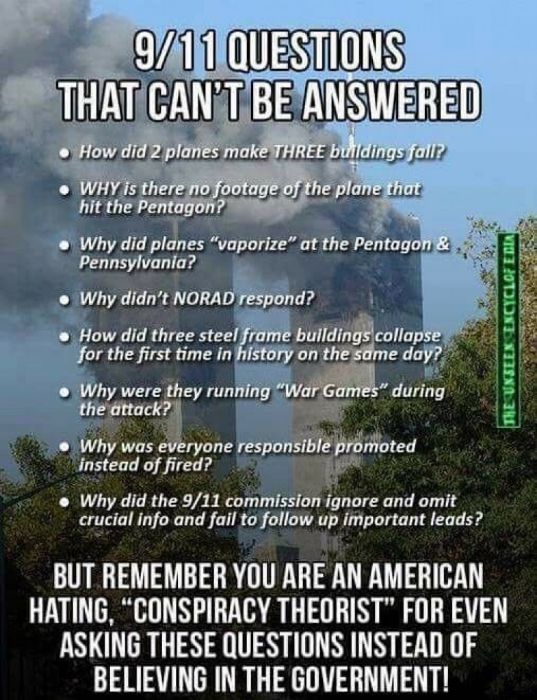 9/11 QUESTIONS
THAT CAN'T BE ANSWERED
• How did 2 planes make THREE buildings fall?
• WHY is there no footage of the plane that
hit the Pentagon?
• Why did planes "vaporize" at the Pentagon &
Pennsylvania?
• Why didn't NORAD respond?
• How did three steel frame buildings collapse
for the first time in history on the same day?
• Why were they running "War Games" during
the attack?
• Why was everyone responsible promoted
instead of fired?
• Why did the 9/11 commission ignore and omit
crucial info and fail to follow up important leads?
BUT REMEMBER YOU ARE AN AMERICAN
HATING, "CONSPIRACY THEORIST" FOR EVEN
ASKING THESE QUESTIONS INSTEAD OF
BELIEVING IN THE GOVERNMENT!
THE UNSEEN ENCYCLOPEDIA